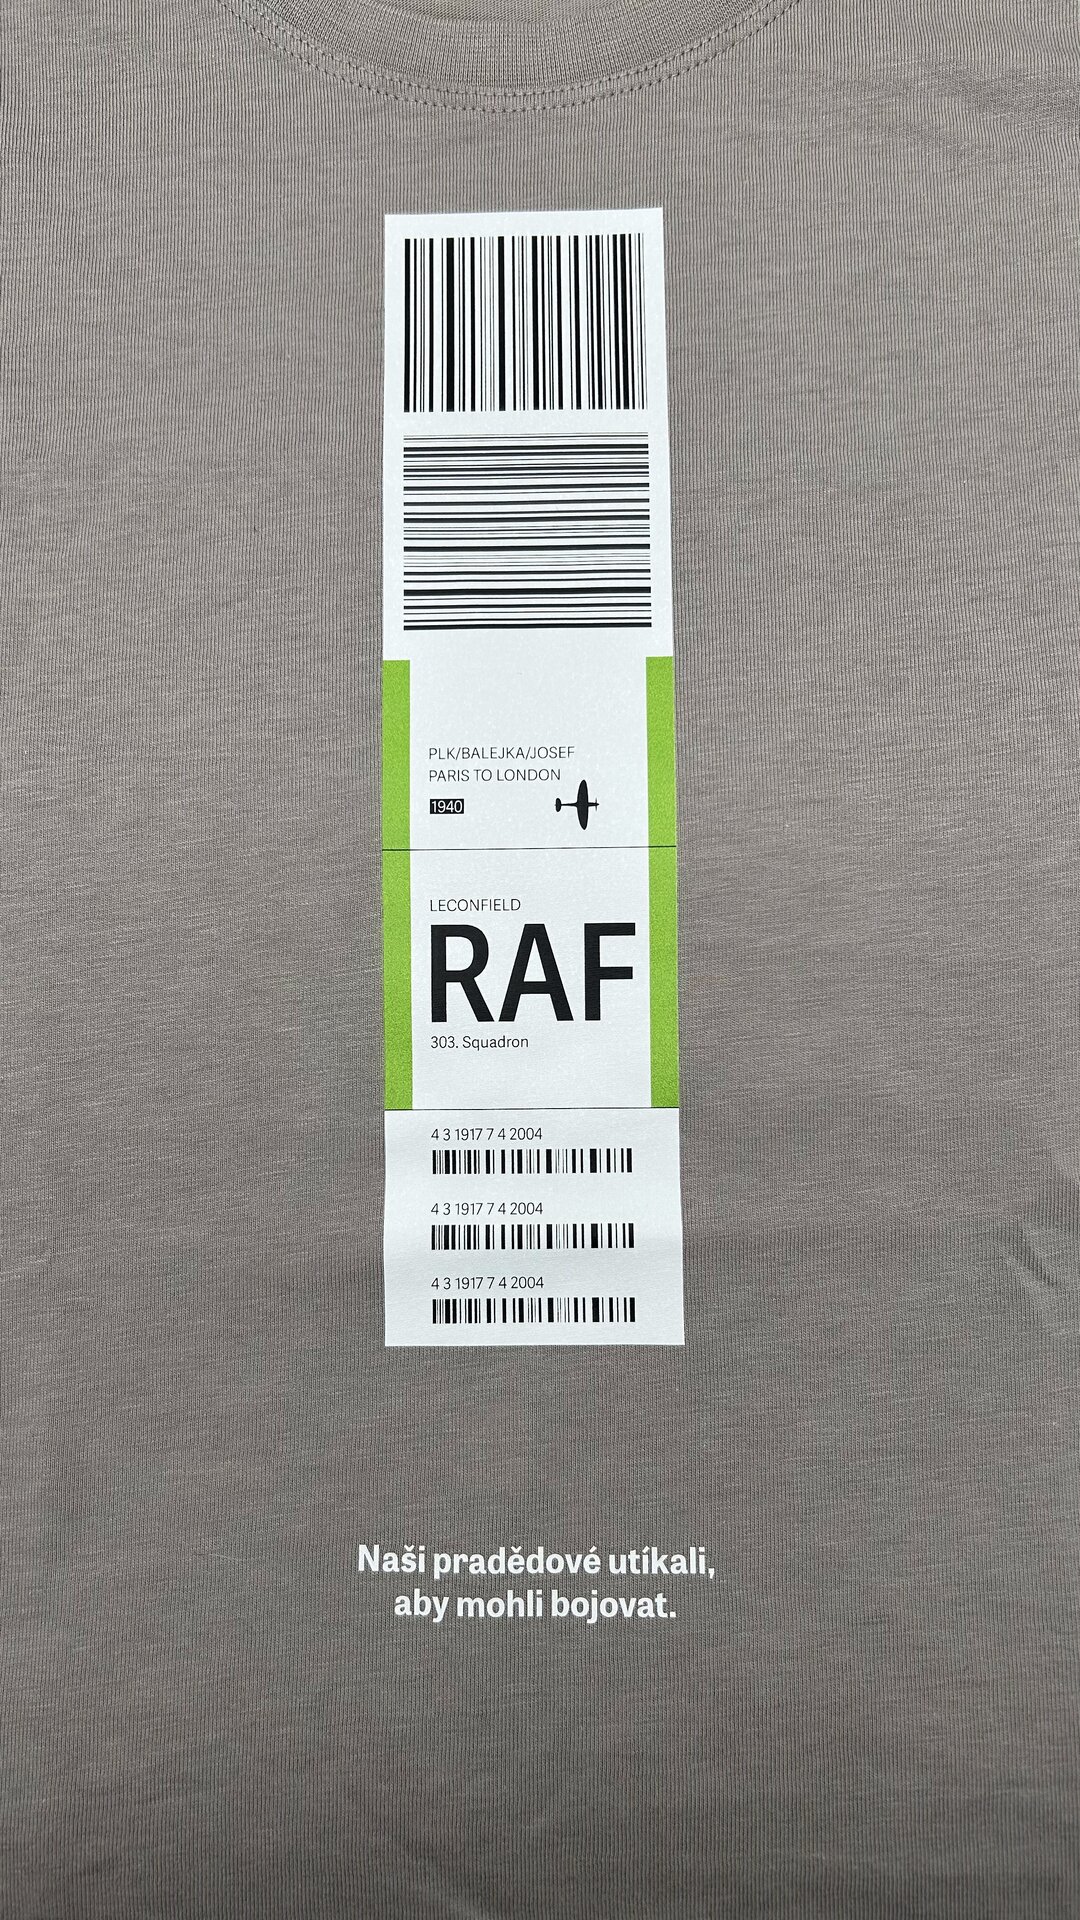 PLK/BALEJKA/JOSEF
PARIS TO LONDON
1940
LECONFIELD
RAF
303. Squadron
4 3 1917 7 4 2004
4 3 1917 7 4 2004
4 3 1917 7 4 2004
Naši pradědové utíkali,
aby mohli bojovat.